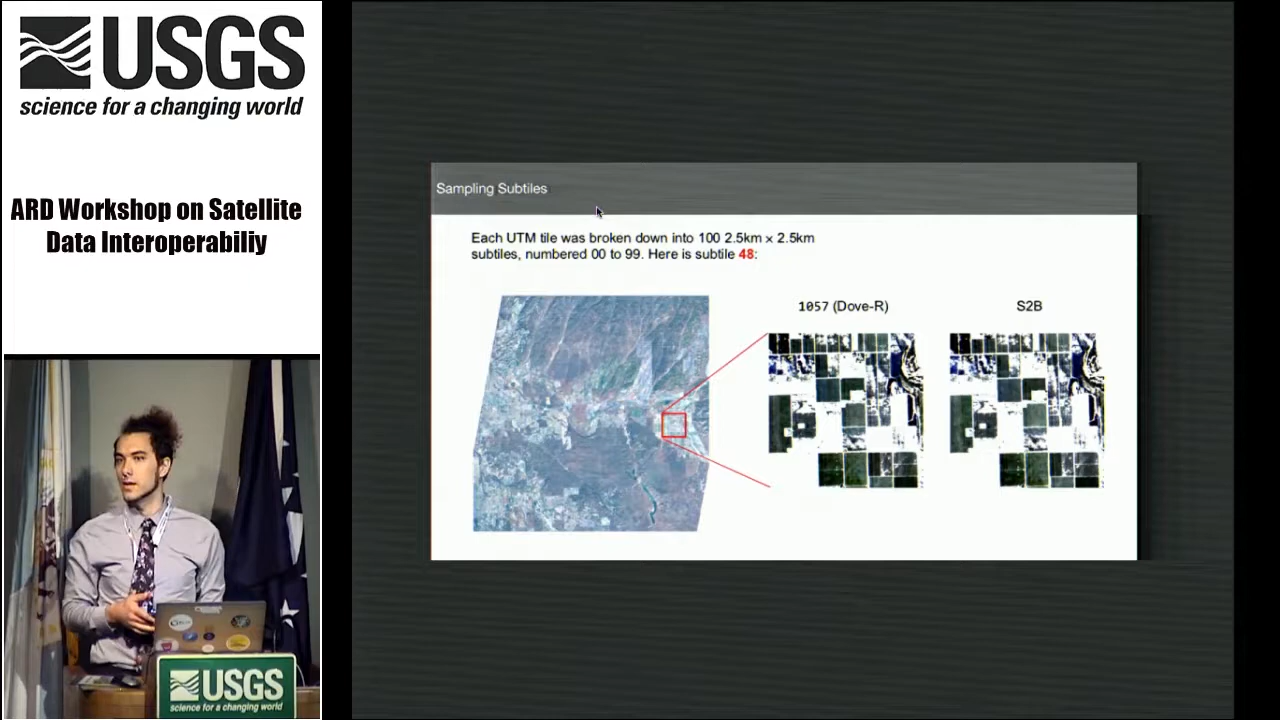 USGS
science for a changing world
ARD Workshop on Satellite
Data Interoperabiliy
Sampling Subtiles
Each UTM tile was broken down into 100 2.5km × 2.5km
subtiles, numbered 00 to 99. Here is subtile 48:
1057 (Dove-R)
S2B
USGS
science for a changing world